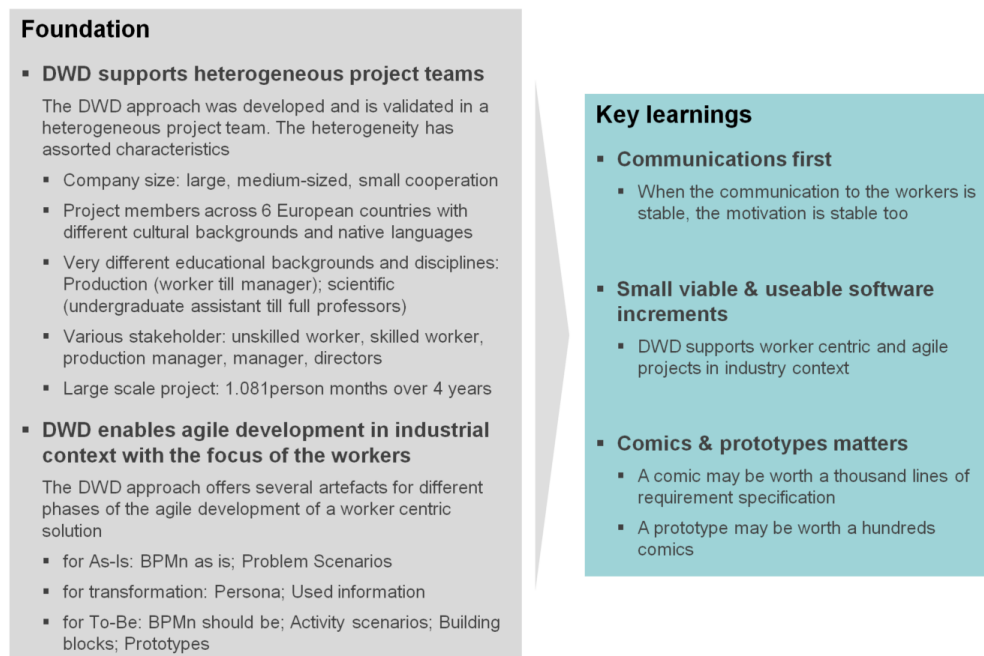 Foundation
▪ DWD supports heterogeneous project teams
The DWD approach was developed and is validated in a
heterogeneous project team. The heterogeneity has
assorted characteristics
▪ Company size: large, medium-sized, small cooperation
▪ Project members across 6 European countries with
different cultural backgrounds and native languages
▪ Very different educational backgrounds and disciplines:
Production (worker till manager); scientific
(undergraduate assistant till full professors)
▪ Various stakeholder: unskilled worker, skilled worker,
production manager, manager, directors
▪ Large scale project: 1.081person months over 4 years
▪ DWD enables agile development in industrial
context with the focus of the workers
The DWD approach offers several artefacts for different
phases of the agile development of a worker centric
solution
▪ for As-Is: BPMn as is; Problem Scenarios
▪ for transformation: Persona; Used information
▪ for To-Be: BPMn should be; Activity scenarios; Building
blocks; Prototypes
Key learnings
▪ Communications first
▪ When the communication to the workers is
stable, the motivation is stable too
▪ Small viable & useable software
increments
▪ DWD supports worker centric and agile
projects in industry context
▪ Comics & prototypes matters
▪ A comic may be worth a thousand lines of
requirement specification
▪ A prototype may be worth a hundreds
comics